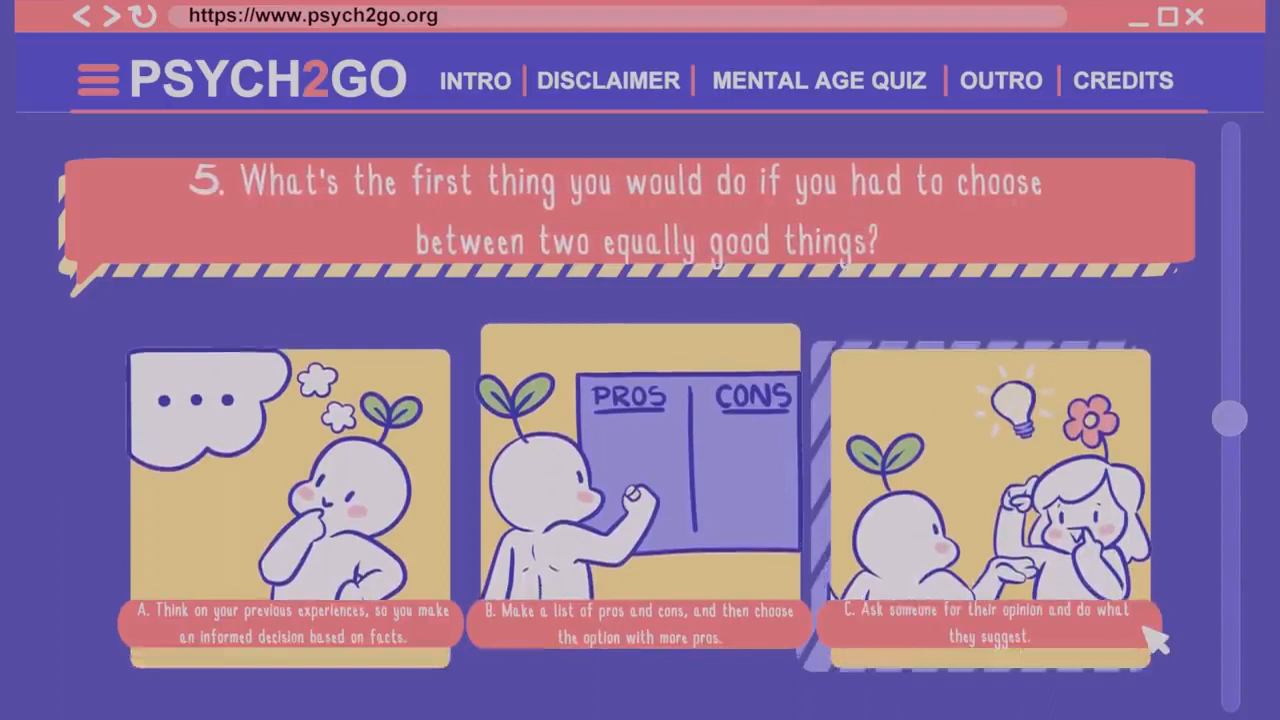 https://www.psych2go.org
PSYCH2GO
INTRO
DISCLAIMER
MENTAL AGE QUIZ
OUTRO
CREDITS
5. What's the first thing you would do if you had to choose
between two equally good things?
PROS
CONS
A. Think on your previous experiences, so you make
an informed decision based on facts.
B. Make a list of pros and cons, and then choose
the option with more pros.
C. Ask someone for their opinion and do what
they suggest.